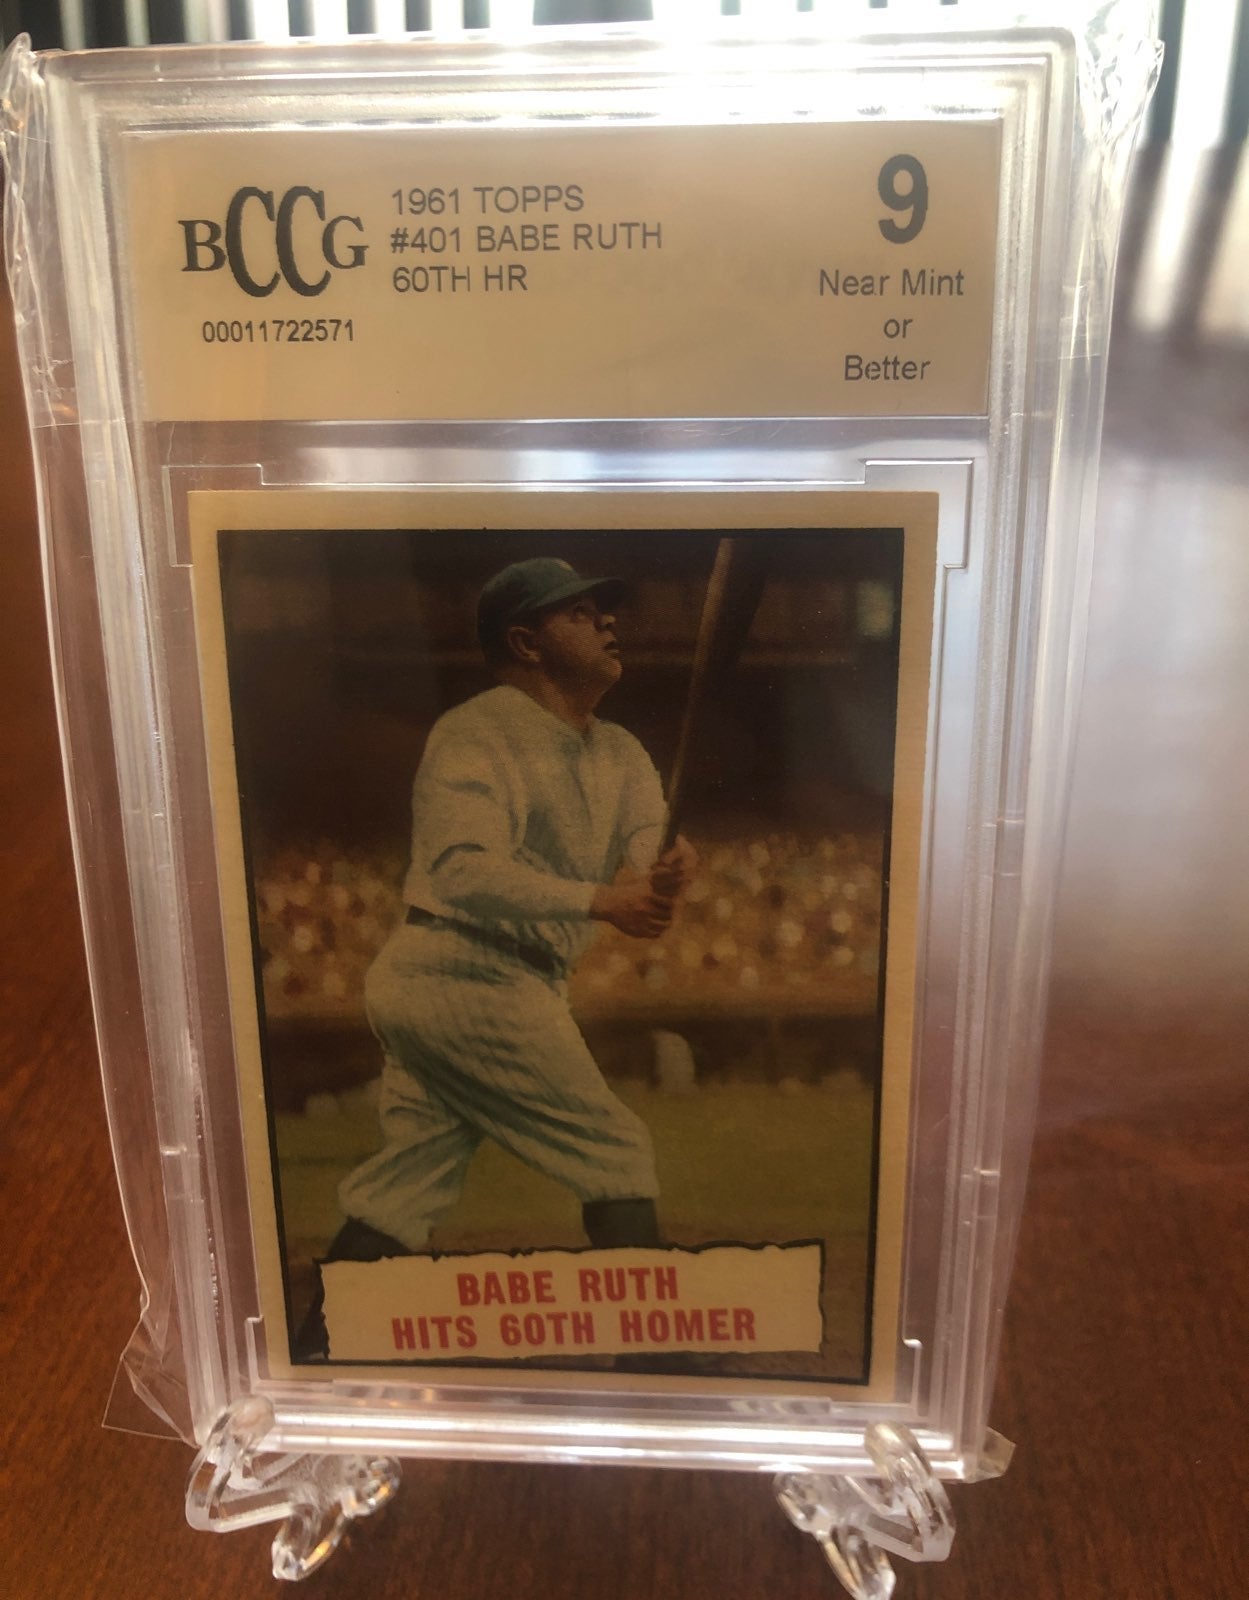 BCCG
1961 TOPPS
#401 BABE RUTH
60TH HR
00011722571
9
Near Mint
or
Better
BABE RUTH
HITS 60TH HOMER